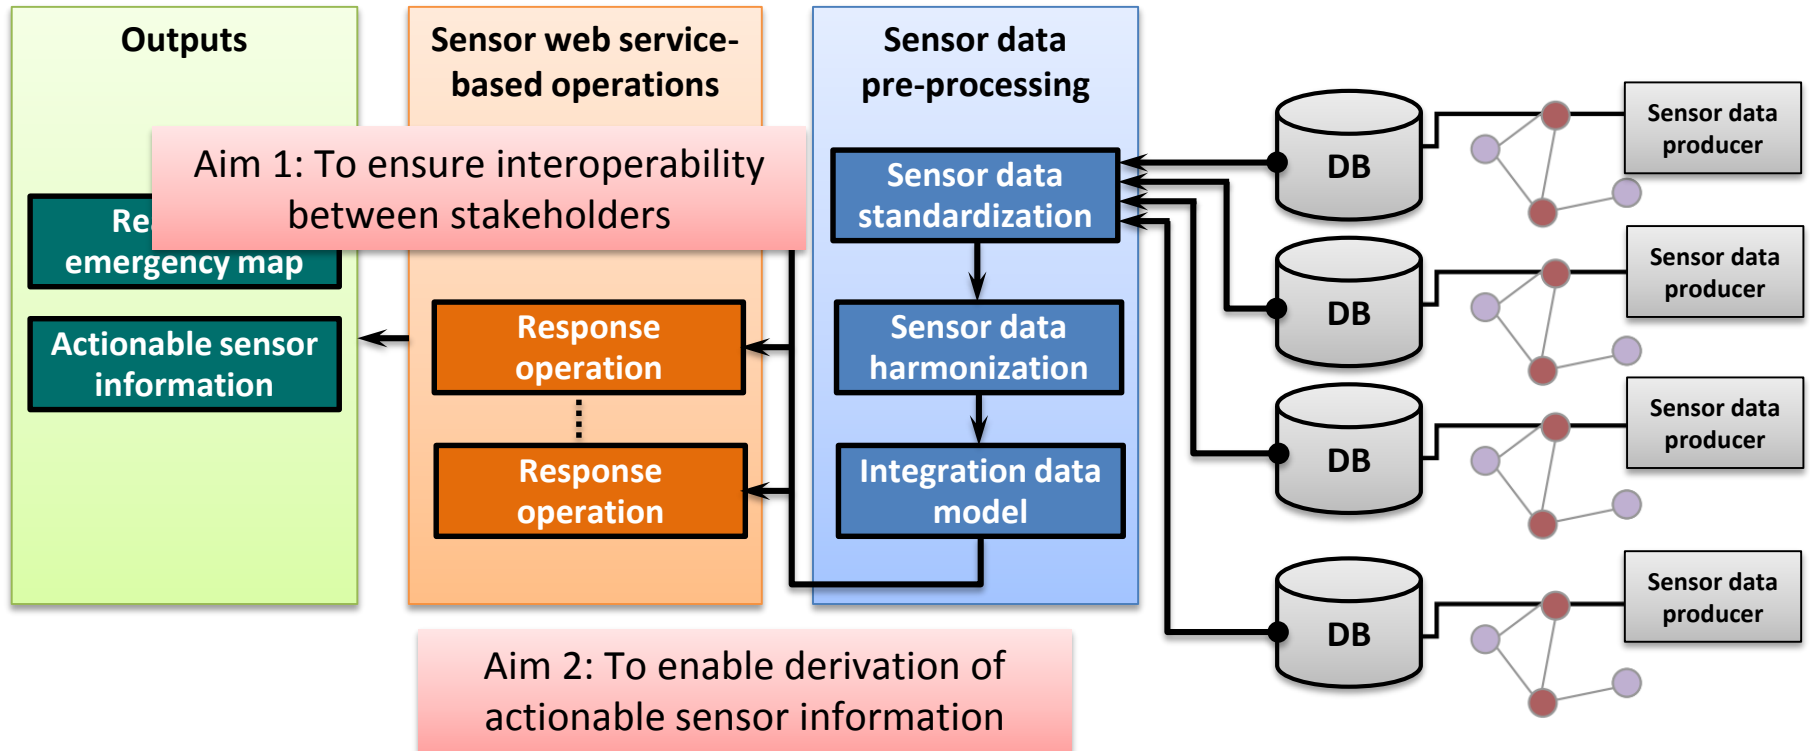 Outputs
Sensor web service-
based operations
Sensor data
pre-processing
Aim 1: To ensure interoperability
between stakeholders
emergency map
Actionable sensor
information
Response
operation
Response
operation
Sensor data
standardization
Sensor data
harmonization
Integration data
model
DB
DB
DB
DB
Sensor data
producer
Sensor data
producer
Sensor data
producer
Sensor data
producer
Aim 2: To enable derivation of
actionable sensor information